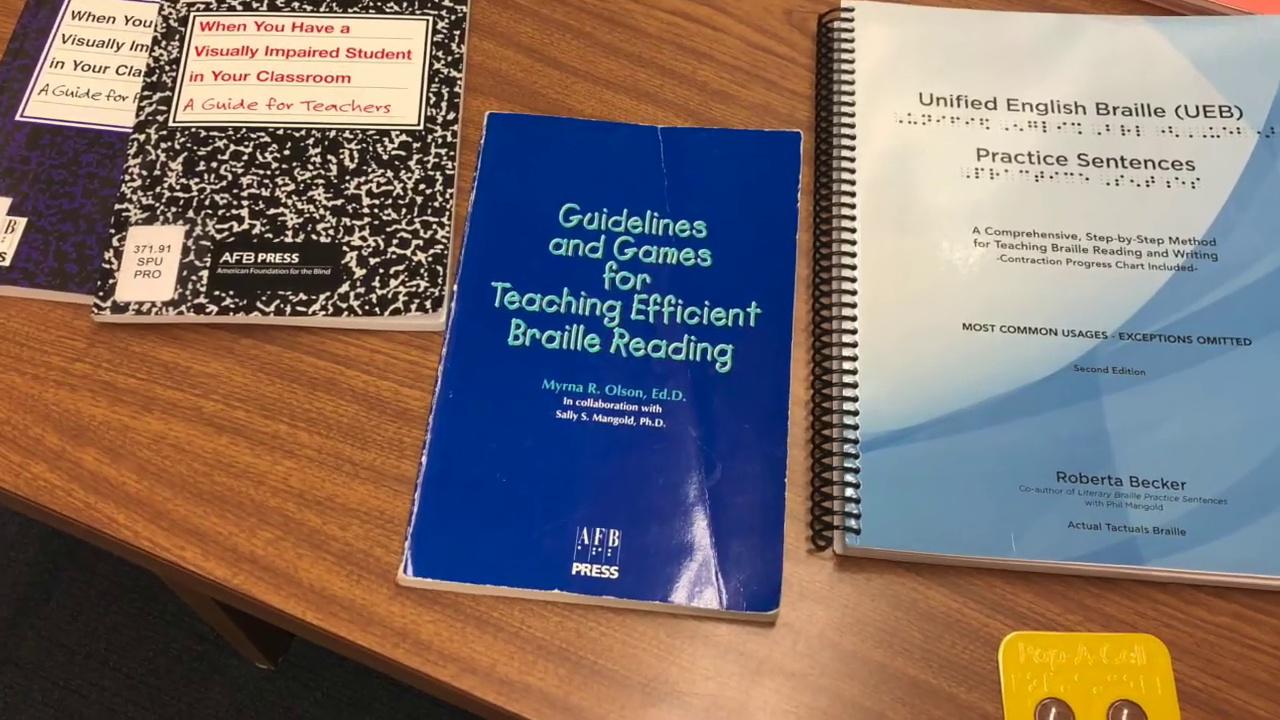 When You
Visually Im
in Your Cla
A Guide for
When You Have a
Visually Impaired Student
in Your Classroom
A Guide for Teachers
371.91
SPU
PRO
AFB PRESS
American Foundation for the Blind
Guidelines
and Games
for
Teaching Efficient
Braille Reading
Myrna R. Olson, Ed.D.
In collaboration with
Sally S. Mangold, Ph.D.
AFB
PRESS
Unified English Braille (UEB)
Practice Sentences
A Comprehensive, Step-by-Step Method
for Teaching Braille Reading and Writing
-Contraction Progress Chart Included-
MOST COMMON USAGES - EXCEPTIONS OMITTED
Second Edition
Roberta Becker
Co-author of Literary Braille Practice Sentences
with Phil Mangold
Actual Tactuals Braille
Pop-A-Cell